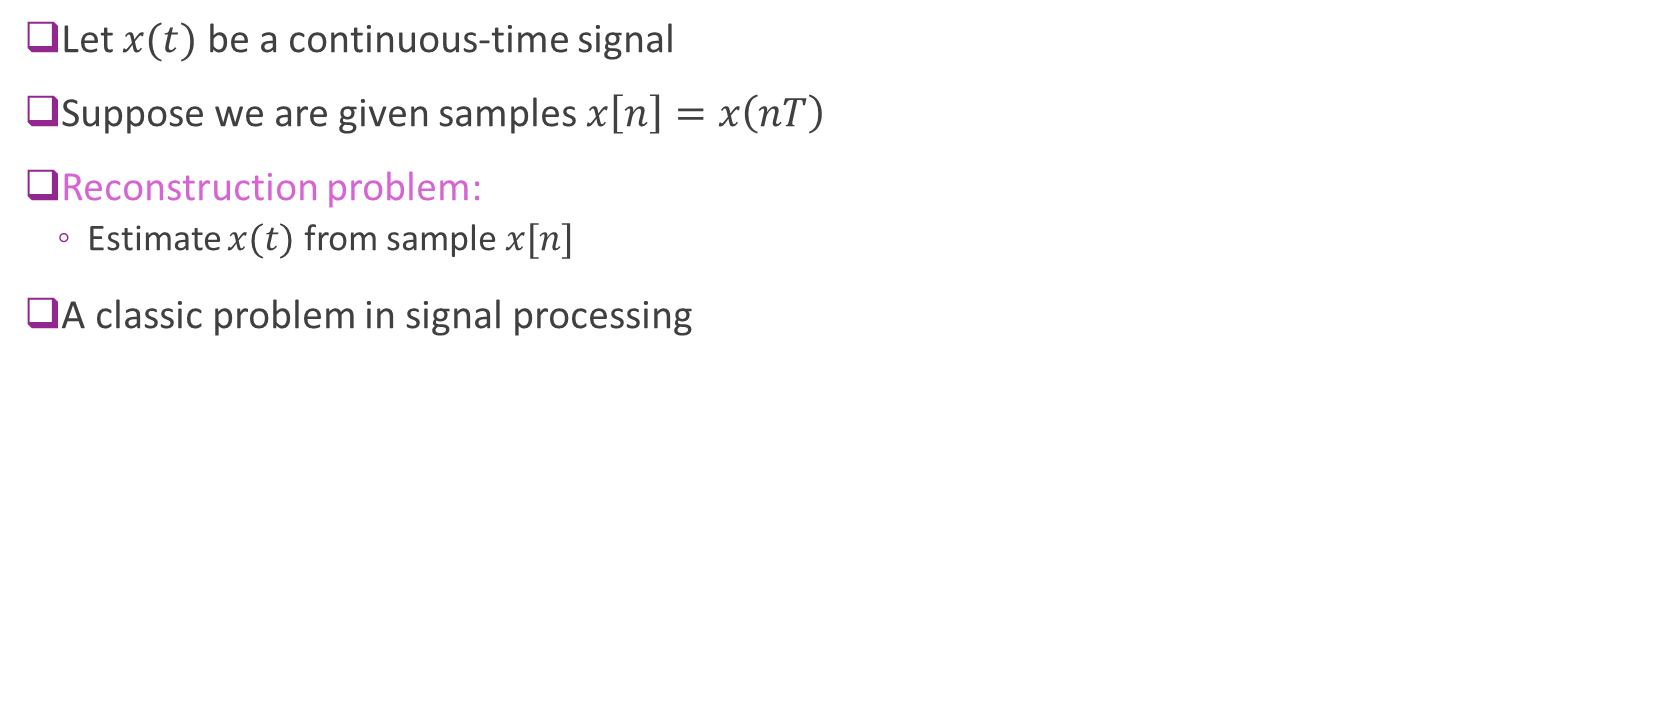 ❑Let x(t) be a continuous-time signal
❑Suppose we are given samples x[n] = x(nT)
❑Reconstruction problem:
◦ Estimate x(t) from sample x[n]
❑A classic problem in signal processing